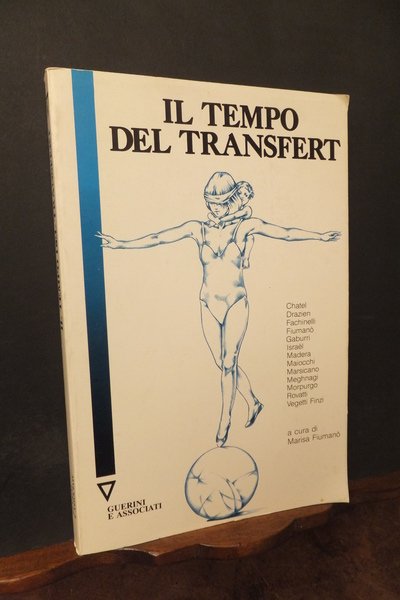 IL TEMPO
DEL TRANSFERT
Chatel
Drazien
Fachinelli
Fiumanò
Gaburri
Israël
Madera
Maiocchi
Marsicano
Meghnagi
Morpurgo
Rovatti
Vegetti Finzi
a cura di
Marisa Fiumanò
GUERINI
E ASSOCIATI